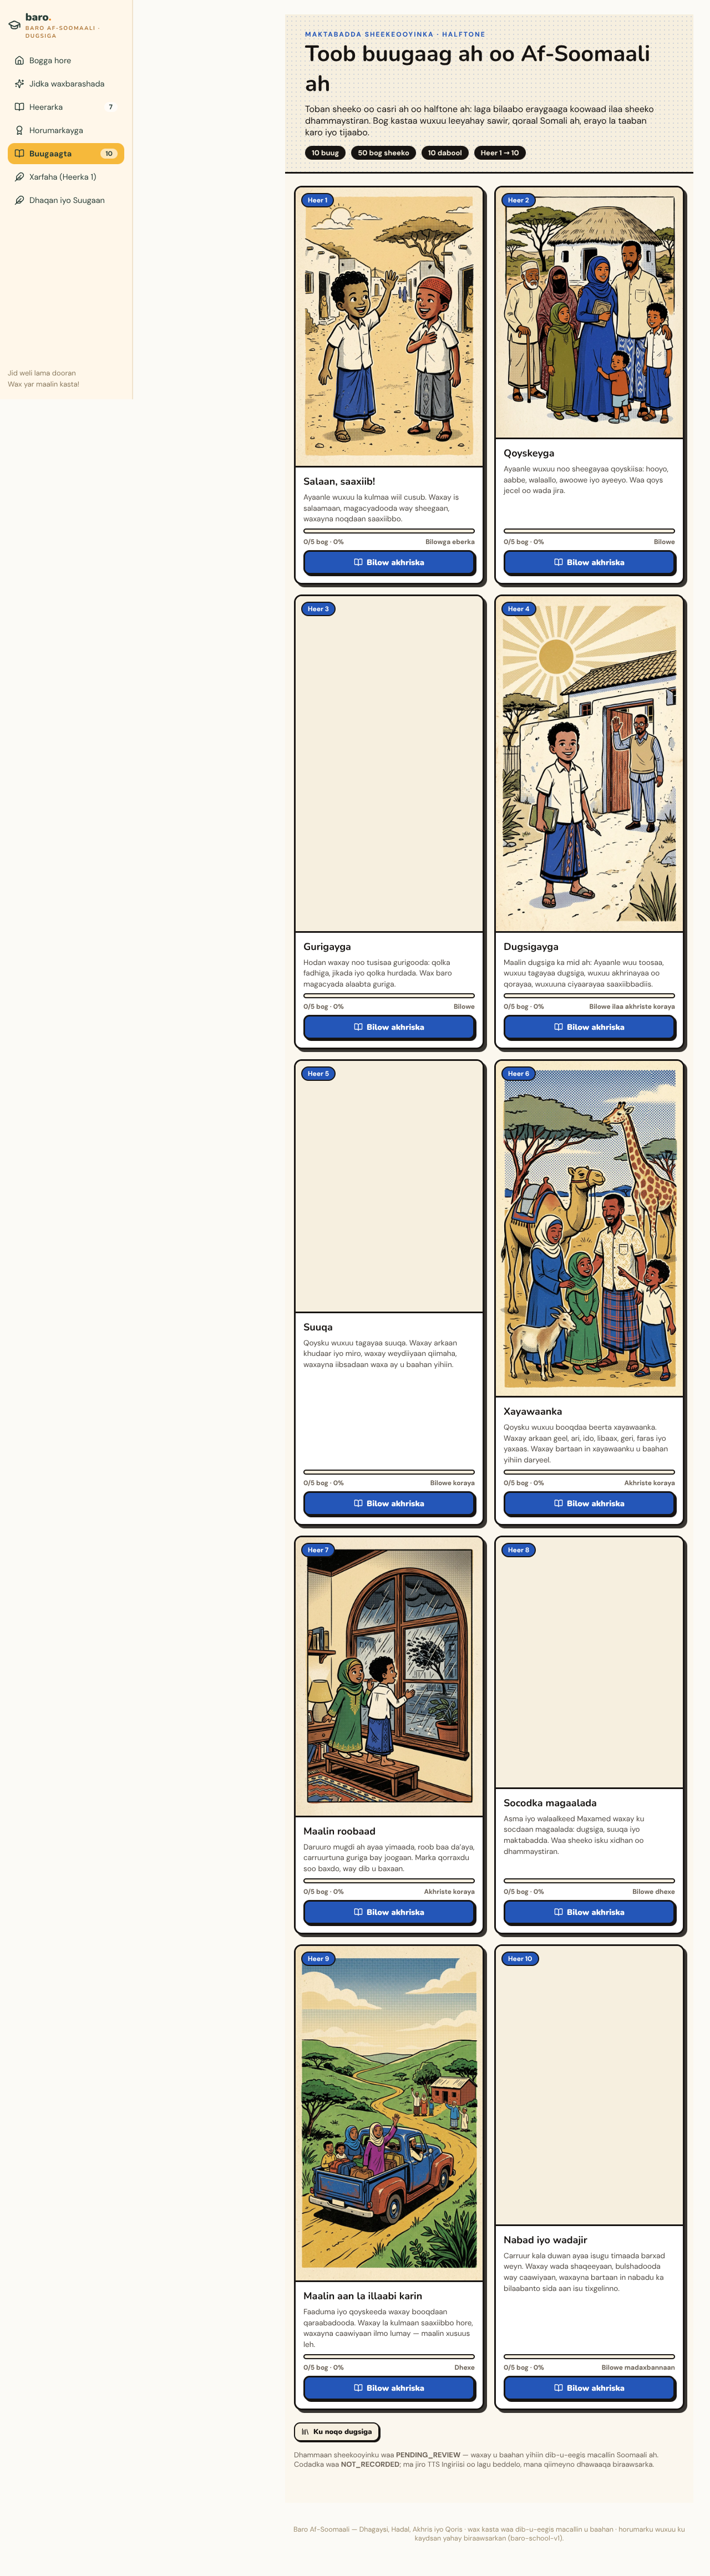 baro.
BARO AF-SOOMAALI ·
DUGSIGA
Bogga hore
Jidka waxbarashada
Heerarka 7
Horumarkayga
Buugaagta 10
Xarfaha (Heerka 1)
Dhaqan iyo Suugaan
Jid weli lama dooran
Wax yar maalin kasta!
MAKTABADDA SHEEKEOOYINKA · HALFTONE
Toob buugaag ah oo Af-Soomaali
ah
Toban sheeko oo casri ah oo halftone ah: laga bilaabo eraygaaga koowaad ilaa sheeko
dhammaystiran. Bog kastaa wuxuu leeyahay sawir, qoraal Somali ah, erayo la taaban
karo iyo tijaabo.
10 buug
50 bog sheeko
10 dabool
Heer 1 → 10
Heer 1
Salaan, saaxiib!
Ayaanle wuxuu la kulmaa wiil cusub. Waxay is
salaamaan, magacyadooda way sheegaan,
waxayna noqdaan saaxiibbo.
0/5 bog · 0% Bilowga eberka
Bilow akhriska
Heer 2
Qoyskeyga
Ayaanle wuxuu noo sheegayaa qoyskiisa: hooyo,
aabbe, walaallo, awoowe iyo ayeeyo. Waa qoys
jecel oo wada jira.
0/5 bog · 0% Bilowe
Bilow akhriska
Heer 3
Gurigayga
Hodan waxay noo tusisaa gurigooda: qolka
fadhiga, jikada iyo qolka hurdada. Wax baro
magacyada alaabta guriga.
0/5 bog · 0% Bilowe
Bilow akhriska
Heer 4
Dugsigayga
Maalin dugsiga ka mid ah: Ayaanle wuu toosaa,
wuxuu tagayaa dugsiga, wuxuu akhrinayaa oo
qorayaa, wuxuuna ciyaarayaa saaxiibbadiis.
0/5 bog · 0% Bilowe ilaa akhriste koraya
Bilow akhriska
Heer 5
Suuqa
Qoysku wuxuu tagayaa suuqa. Waxay arkaan
khudaar iyo miro, waxay weydiiyaan qiimaha,
waxayna iibsadaan waxa ay u baahan yihiin.
0/5 bog · 0% Bilowe koraya
Bilow akhriska
Heer 6
Xayawaanka
Qoysku wuxuu booqdaa beerta xayawaanka.
Waxay arkaan geel, ari, ido, libaax, geri, faras iyo
yaxaas. Waxay bartaan in xayawaanku u baahan
yihiin daryeel.
0/5 bog · 0% Akhriste koraya
Bilow akhriska
Heer 7
Maalin roobaad
Daruuro mugdi ah ayaa yimaada, roob baa da'aya,
carruurtuna guriga bay joogaan. Marka qorraxdu
soo baxdo, way dib u baxaan.
0/5 bog · 0% Akhriste koraya
Bilow akhriska
Heer 8
Socodka magaalada
Asma iyo walaalkeed Maxamed waxay ku
socdaan magaalada: dugsiga, suuqa iyo
maktabadda. Waa sheeko isku xidhan oo
dhammaystiran.
0/5 bog · 0% Bilowe dhexe
Bilow akhriska
Heer 9
Maalin aan la illaabi karin
Faaduma iyo qoyskeeda waxay booqdaan
qaraabadooda. Waxay la kulmaan saaxiibbo hore,
waxayna caawiyaan ilmo lumay — maalin xusuus
leh.
0/5 bog · 0% Dhexe
Bilow akhriska
Heer 10
Nabad iyo wadajir
Carruur kala duwan ayaa isugu timaada barxad
weyn. Waxay wada shaqeeyaan, bulshadooda
way caawiyaan, waxayna bartaan in nabadu ka
bilaabanto sida aan isu tixgelinno.
0/5 bog · 0% Bilowe madaxbannaan
Bilow akhriska
Ku noqo dugsiga
Dhammaan sheekooyinku waa PENDING_REVIEW — waxay u baahan yihiin dib-u-eegis macallin Soomaali ah.
Codadka waa NOT_RECORDED: ma jiro TTS Ingiriisi oo lagu beddelo, mana qiimeyno dhawaaqa biraawsarka.
Baro Af-Soomaali — Dhagaysi, Hadal, Akhris iyo Qoris · wax kasta waa dib-u-eegis macallin u baahan · horumarku wuxuu ku
kaydsan yahay biraawsarkan (baro-school-v1).